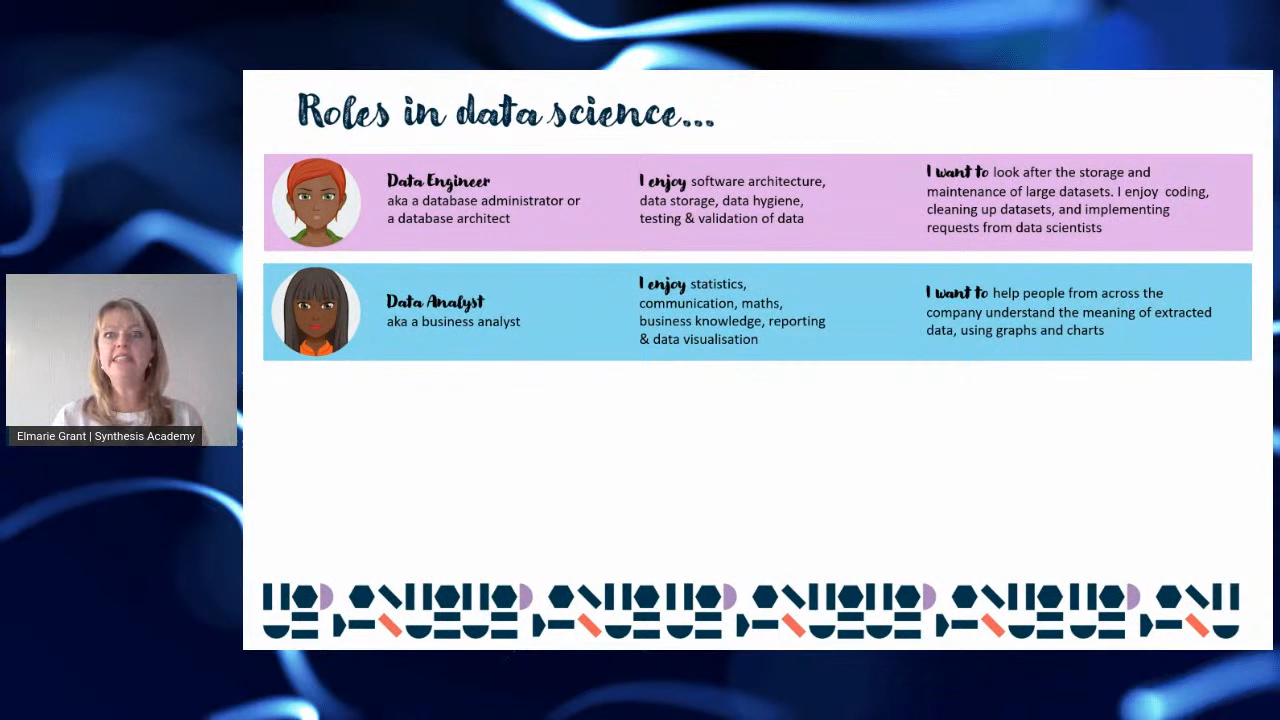 Roles in data science...
Data Engineer
aka a database administrator or
a database architect
I enjoy software architecture,
data storage, data hygiene,
testing & validation of data
I want to look after the storage and
maintenance of large datasets. I enjoy coding,
cleaning up datasets, and implementing
requests from data scientists
Data Analyst
aka a business analyst
I enjoy statistics,
communication, maths,
business knowledge, reporting
& data visualisation
I want to help people from across the
company understand the meaning of extracted
data, using graphs and charts
Elmarie Grant | Synthesis Academy